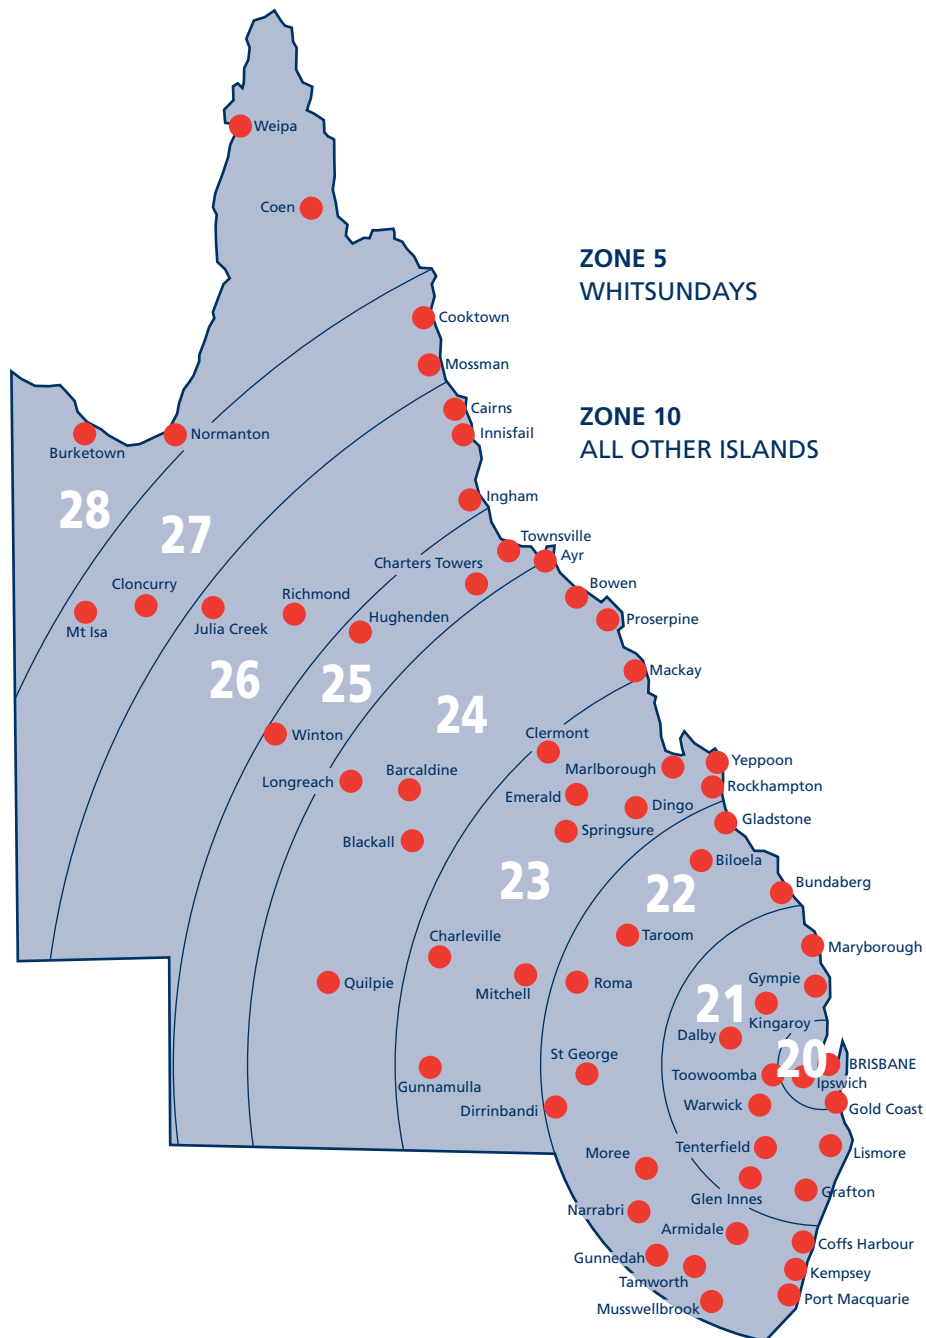 Weipa
Coen
ZONE 5
WHITSUNDAYS
Cooktown
Mossman
Cairns
ZONE 10
Innisfail
ALL OTHER ISLANDS
Normanton
Burketown
28
27
Ingham
Townsville
Ayr
Charters Towers
Bowen
Cloncurry
Richmond
Hughenden
Proserpine
Mt Isa
Julia Creek
26
25
Mackay
24
Winton
Clermont
Longreach
Barcaldine
Marlborough
Yeppoon
Emerald
Rockhampton
Dingo
Springsure
Gladstone
Blackall
Biloela
23
22
Bundaberg
Charleville
Taroom
Maryborough
Quilpie
Mitchell
Roma
Gympie
21
Kingaroy
Dalby
20
St George
BRISBANE
Toowoomba
Ipswich
Gunnamulla
Dirrinbandi
Warwick
Gold Coast
Moree
Tenterfield
Lismore
Glen Innes
Grafton
Narrabri
Armidale
Coffs Harbour
Gunnedah
Kempsey
Tamworth
Port Macquarie
Musswellbrook